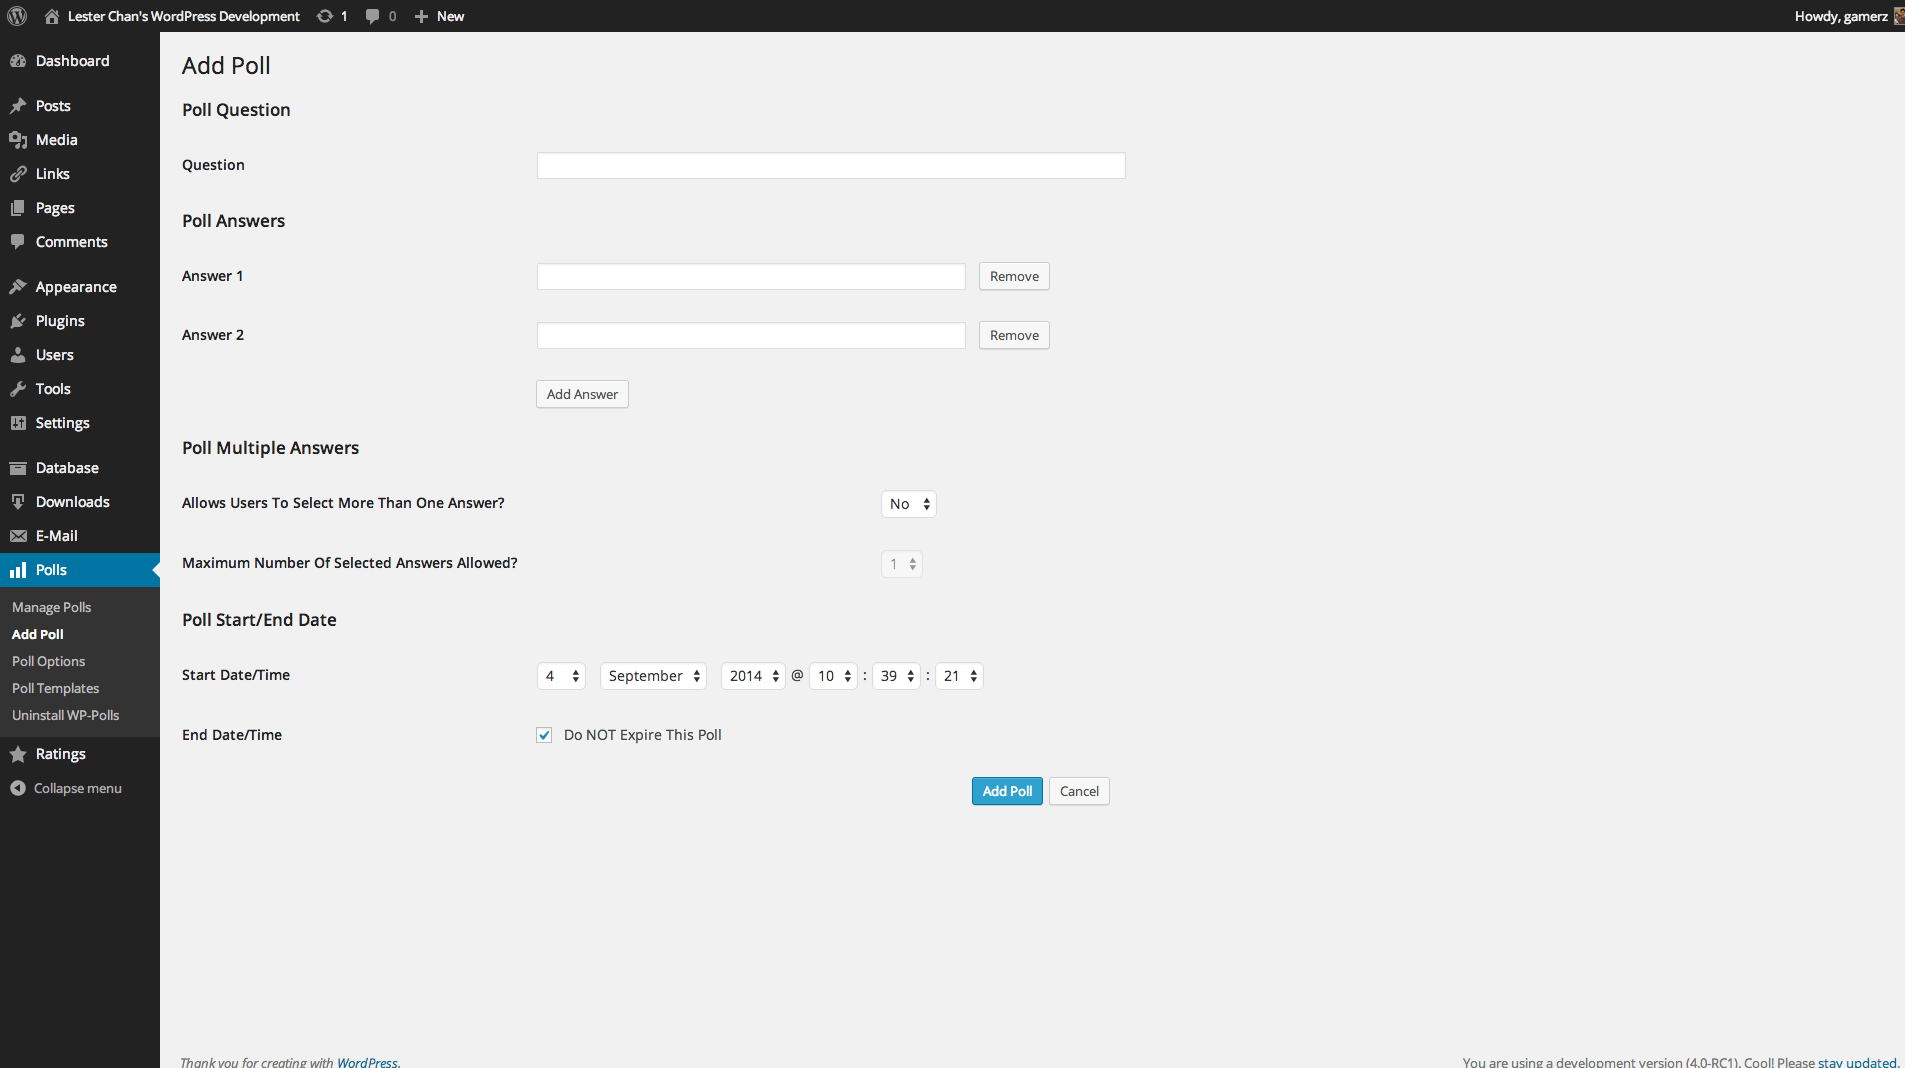 Lester Chan's WordPress Development 1 0 New Howdy, gamerz
Dashboard
Posts
Media
Links
Pages
Comments
Appearance
Plugins
Users
Tools
Settings
Database
Downloads
E-Mail
Polls
Manage Polls
Add Poll
Poll Options
Poll Templates
Uninstall WP-Polls
Ratings
Collapse menu
Add Poll
Poll Question
Question
Poll Answers
Answer 1 Remove
Answer 2 Remove
Add Answer
Poll Multiple Answers
Allows Users To Select More Than One Answer? No
Maximum Number Of Selected Answers Allowed? 1
Poll Start/End Date
Start Date/Time 4 September 2014 @ 10 : 39 : 21
End Date/Time Do NOT Expire This Poll
Add Poll Cancel
Thank you for creating with WordPress.
You are using a development version (4.0-RC1). Cool! Please stay updated.